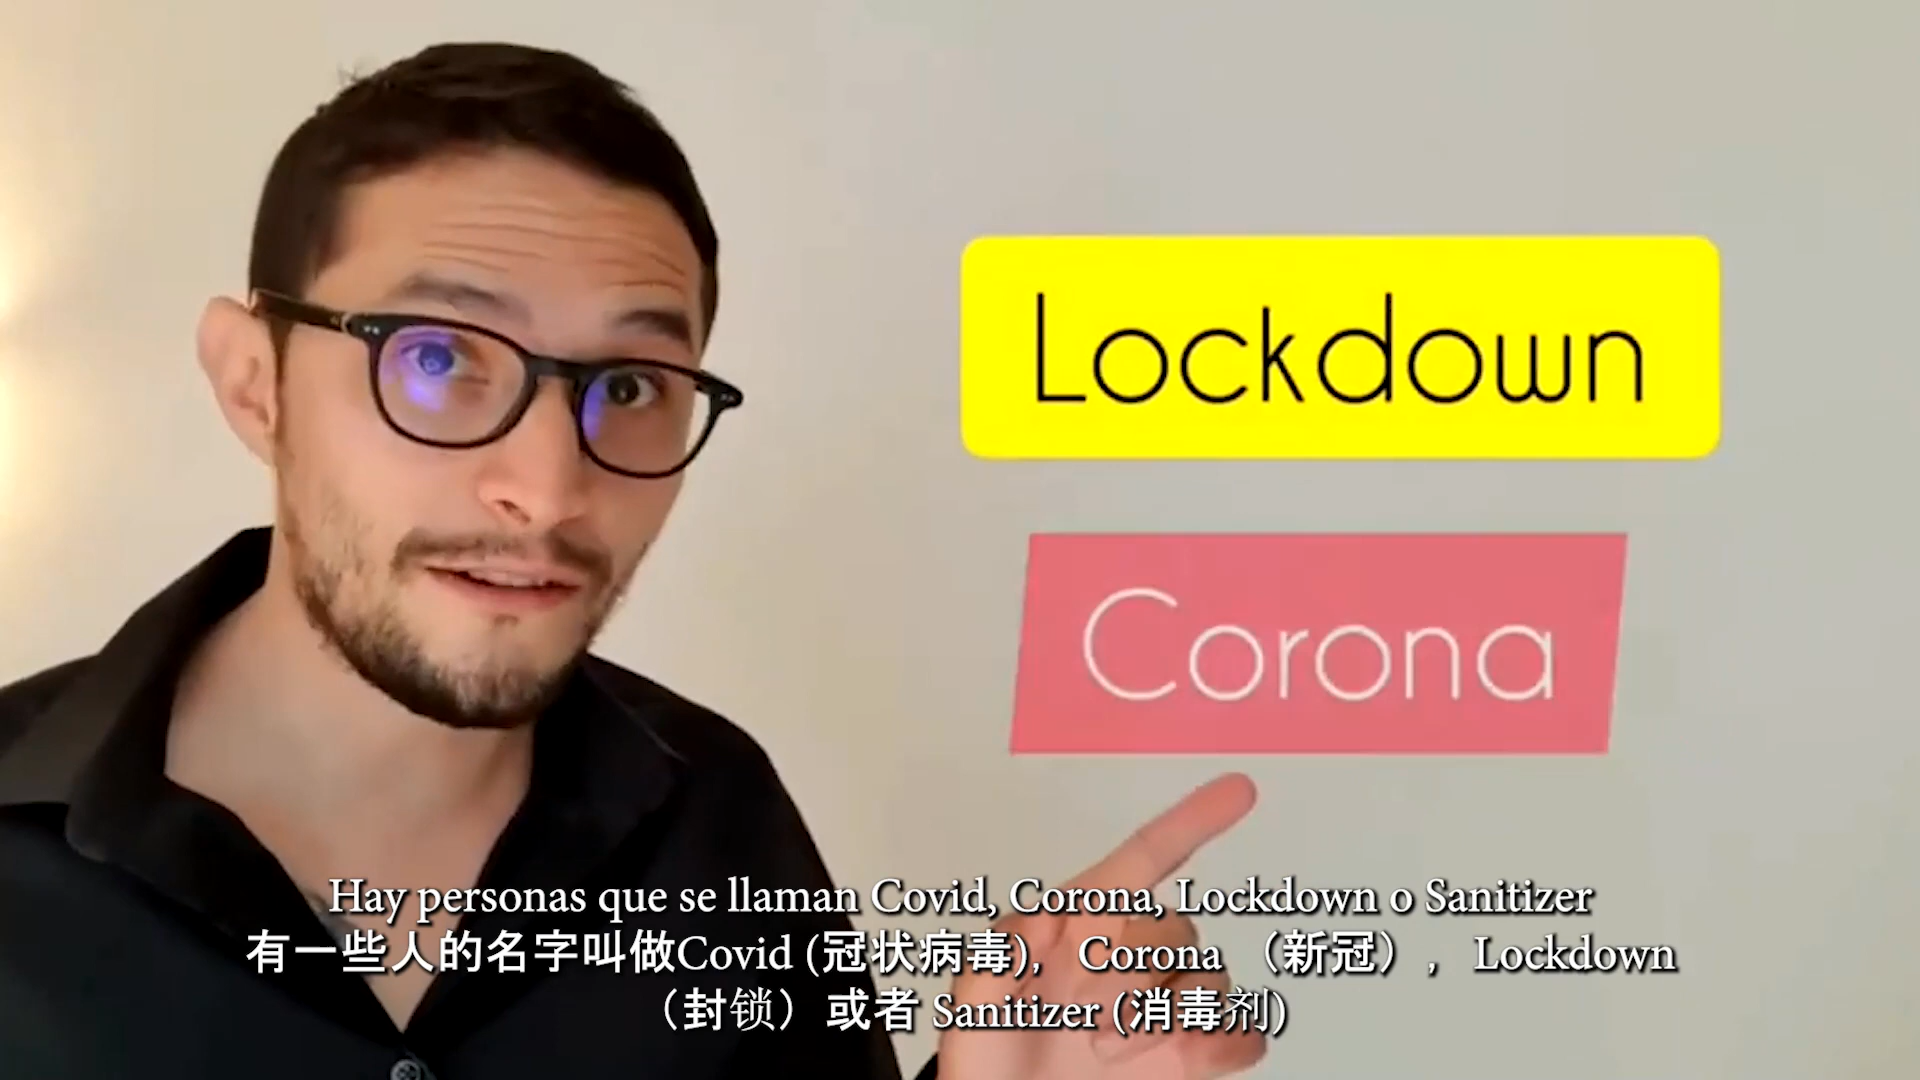 Lockdown
Corona
Hay personas que se llaman Covid, Corona, Lockdown o Sanitizer
有一些人的名字叫做Covid (冠状病毒)， Corona （新冠）， Lockdown
（封锁）或者 Sanitizer (消毒剂)